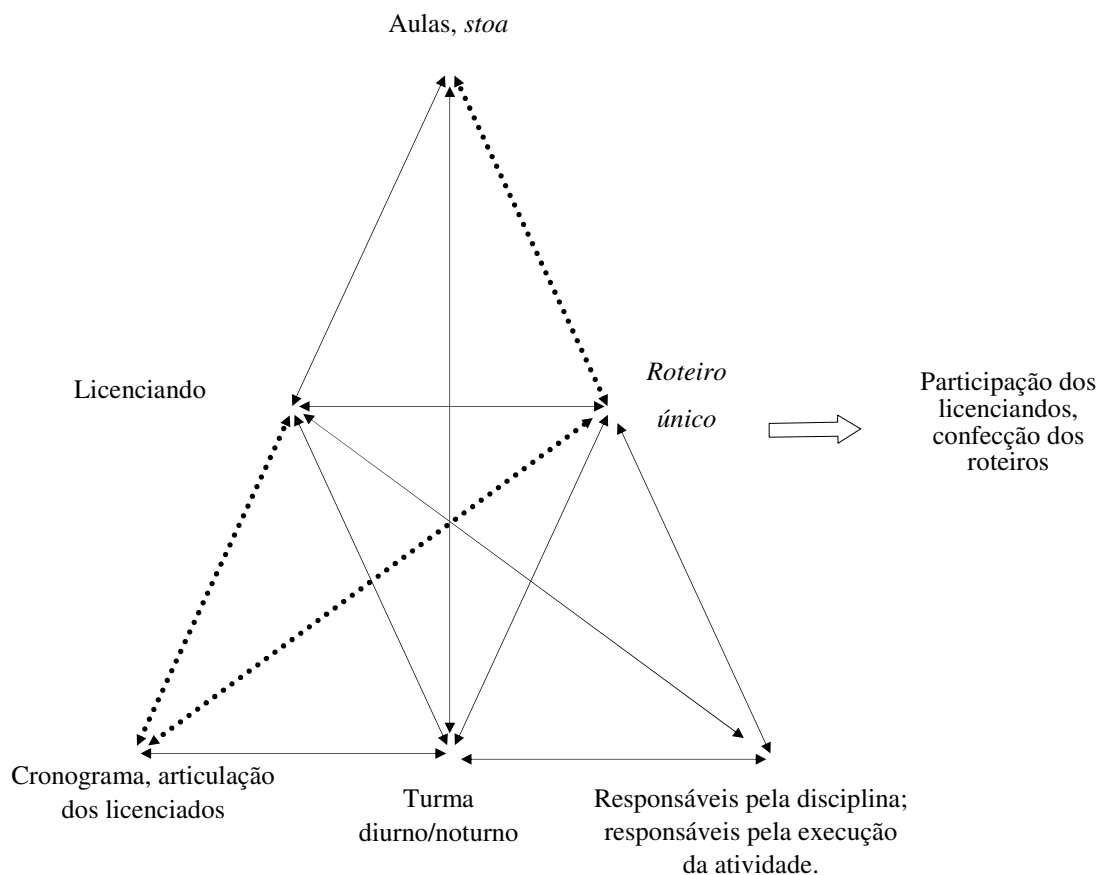 Aulas, stoa
Licenciando
Roteiro
único
Participação dos
licenciandos,
confecção dos
roteiros
Cronograma, articulação
dos licenciados
Turma
diurno/noturno
Responsáveis pela disciplina;
responsáveis pela execução
da atividade.